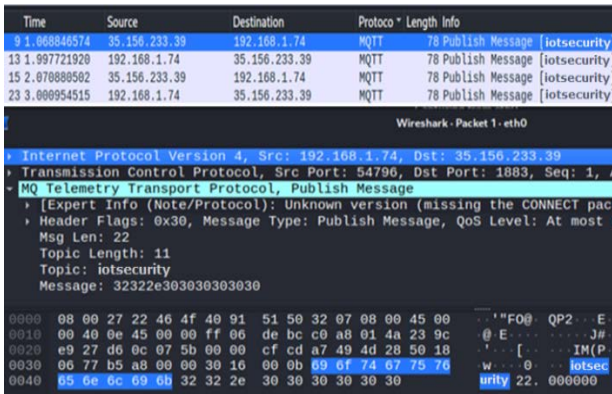 Time Source Destination Protoco Length Info
9 1.068846574 35.156.233.39 192.168.1.74 MQTT 78 Publish Message [iotsecurity
13 1.997721920 192.168.1.74 35.156.233.39 MQTT 78 Publish Message [iotsecurity
15 2.070880502 35.156.233.39 192.168.1.74 MQTT 78 Publish Message [iotsecurity
23 3.000954515 192.168.1.74 35.156.233.39 MQTT 78 Publish Message [iotsecurity
Wireshark · Packet 1 · eth0
Internet Protocol Version 4, Src: 192.168.1.74, Dst: 35.156.233.39
Transmission Control Protocol, Src Port: 54796, Dst Port: 1883, Seq: 1,
MQ Telemetry Transport Protocol, Publish Message
[Expert Info (Note/Protocol): Unknown version (missing the CONNECT pac
Header Flags: 0x30, Message Type: Publish Message, QoS Level: At most
Msg Len: 22
Topic Length: 11
Topic: iotsecurity
Message: 32322e303030303030
0000 08 00 27 22 46 4f 40 91 51 50 32 07 08 00 45 00 ··'"FO@· QP2···E·
0010 00 40 0e 45 00 00 ff 06 de bc c0 a8 01 4a 23 9c ·@·E···· ·····J#·
0020 e9 27 d6 0c 07 5b 00 00 cf cd a7 49 4d 28 50 18 ·'···[·· ···IM(P·
0030 06 77 b5 a8 00 00 30 16 00 0b 69 6f 74 67 75 76 ·w····0· ··iotsec
0040 65 6e 6c 69 6b 32 32 2e 30 30 30 30 30 30 urity 22. 000000